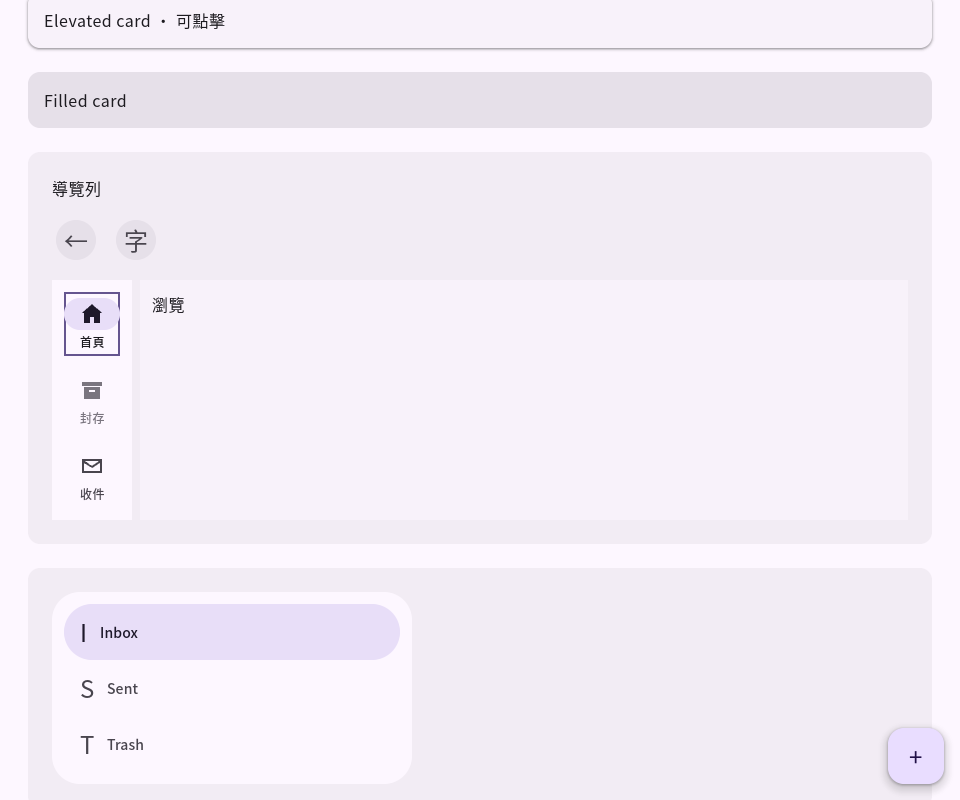 Elevated card ・ 可點擊
Filled card
導覽列
← 字
首頁
瀏覽
封存
收件
I Inbox
S Sent
T Trash
+